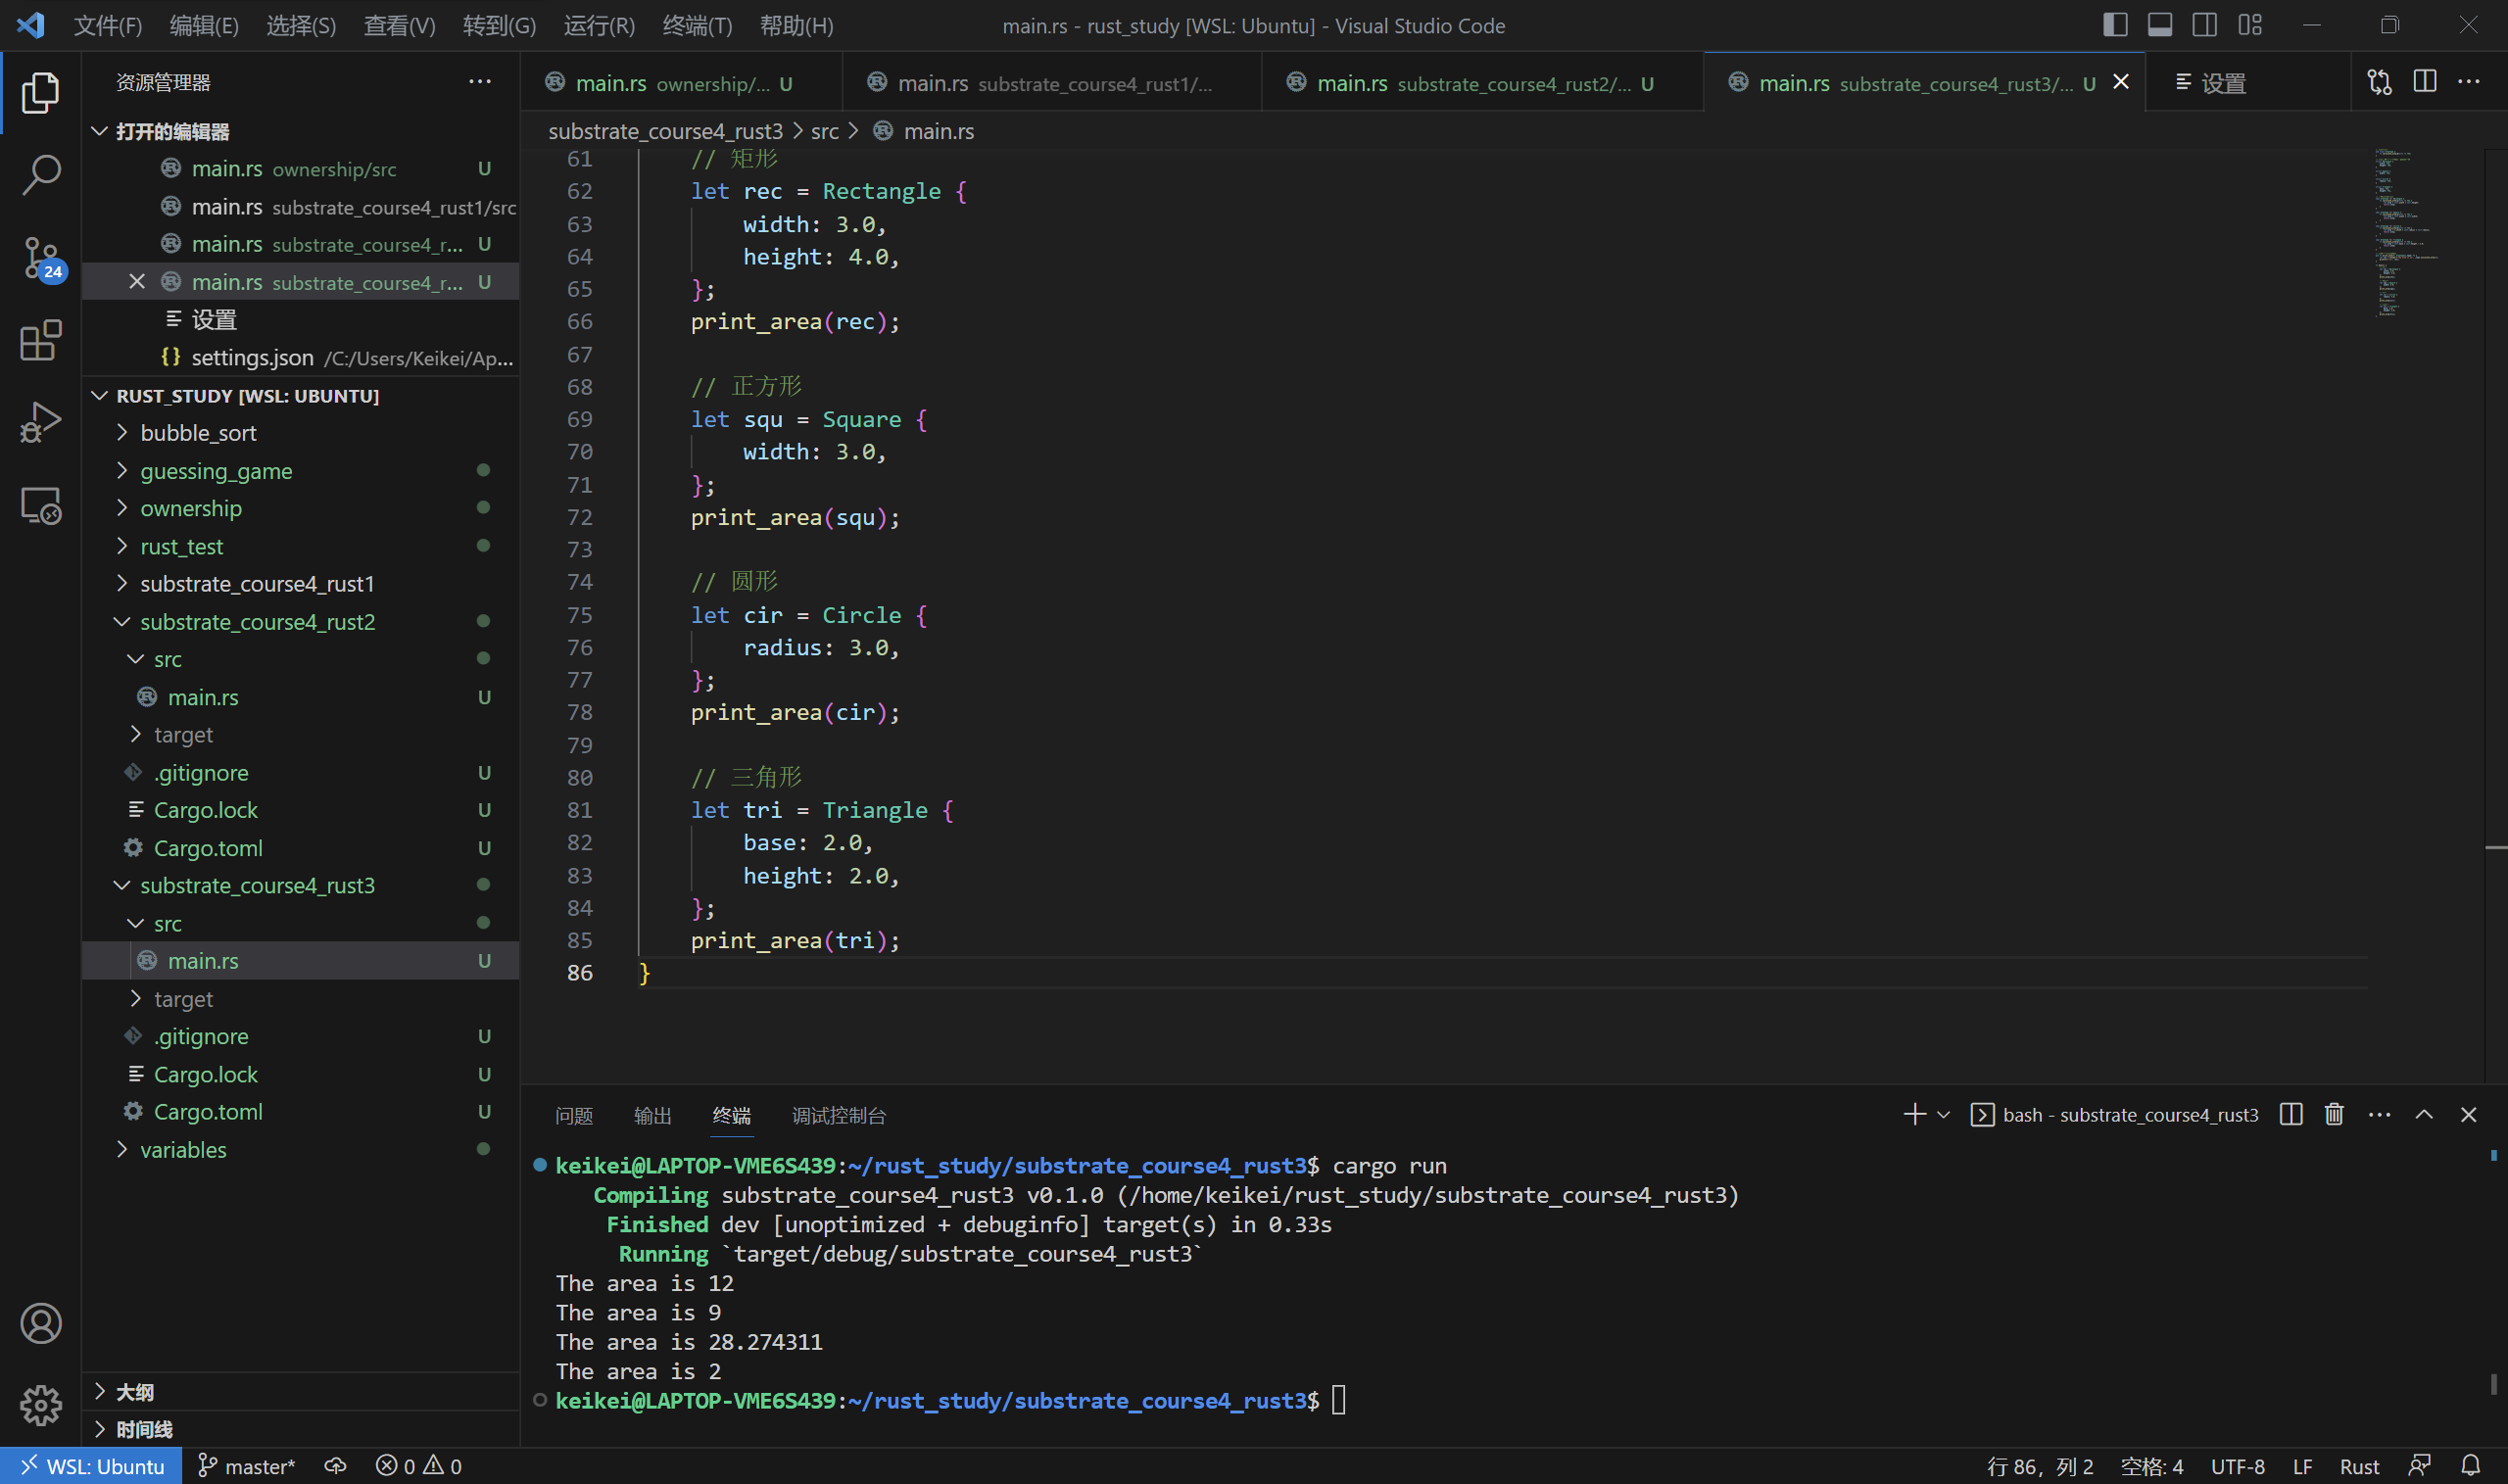 文件(F) 编辑(E) 选择(S) 查看(V) 转到(G) 运行(R) 终端(T) 帮助(H) main.rs - rust_study [WSL: Ubuntu] - Visual Studio Code
资源管理器
打开的编辑器
main.rs ownership/src U
main.rs substrate_course4_rust1/src
main.rs substrate_course4_r... U
main.rs substrate_course4_r... U
设置
settings.json /C:/Users/Keikei/Ap...
RUST_STUDY [WSL: UBUNTU]
bubble_sort
guessing_game
ownership
rust_test
substrate_course4_rust1
substrate_course4_rust2
src
main.rs U
target
.gitignore U
Cargo.lock U
Cargo.toml U
substrate_course4_rust3
src
main.rs U
target
.gitignore U
Cargo.lock U
Cargo.toml U
variables
大纲
时间线
24
main.rs ownership/... U main.rs substrate_course4_rust1/... main.rs substrate_course4_rust2/... U main.rs substrate_course4_rust3/... U 设置
substrate_course4_rust3 > src > main.rs
61 // 矩形
62 let rec = Rectangle {
63 width: 3.0,
64 height: 4.0,
65 };
66 print_area(rec);
67
68 // 正方形
69 let squ = Square {
70 width: 3.0,
71 };
72 print_area(squ);
73
74 // 圆形
75 let cir = Circle {
76 radius: 3.0,
77 };
78 print_area(cir);
79
80 // 三角形
81 let tri = Triangle {
82 base: 2.0,
83 height: 2.0,
84 };
85 print_area(tri);
86 }
问题 输出 终端 调试控制台 bash - substrate_course4_rust3
keikei@LAPTOP-VME6S439:~/rust_study/substrate_course4_rust3$ cargo run
Compiling substrate_course4_rust3 v0.1.0 (/home/keikei/rust_study/substrate_course4_rust3)
Finished dev [unoptimized + debuginfo] target(s) in 0.33s
Running `target/debug/substrate_course4_rust3`
The area is 12
The area is 9
The area is 28.274311
The area is 2
keikei@LAPTOP-VME6S439:~/rust_study/substrate_course4_rust3$
WSL: Ubuntu master* 0 0 行 86，列 2 空格: 4 UTF-8 LF Rust